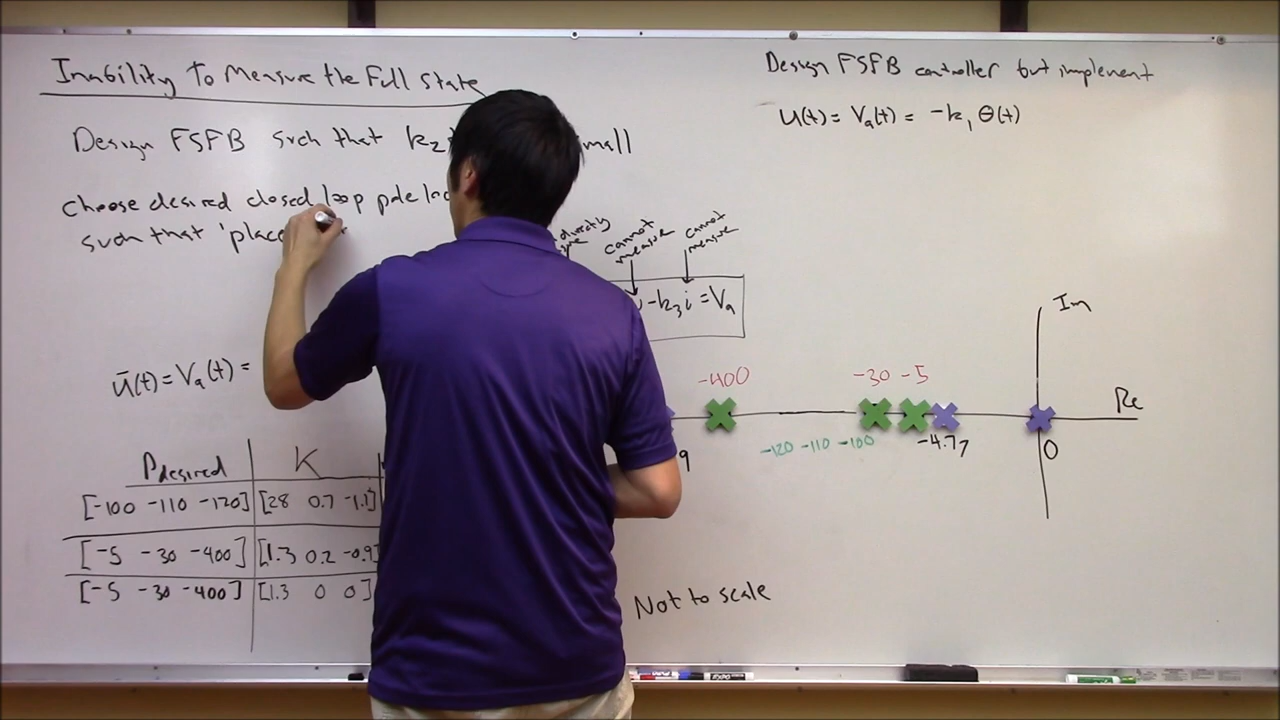 Inability To Measure the Full State
Design FSFB such that k2 small
choose desired closed loop pole
such that 'place
ū(t) = Va(t) =
directly
cannot measure
cannot measure
-k3 i = Va
Pdesired K
[-100 -110 -120] [28 0.7 -1.1]
[-5 -30 -400] [1.3 0.2 -0.9]
[-5 -30 -400] [1.3 0 0]
Design FSFB controller but implement
u(t) = Va(t) = -k1 θ(t)
Im
Re
-400 -30 -5
-120 -110 -100 -4.77 0
9
Not to scale